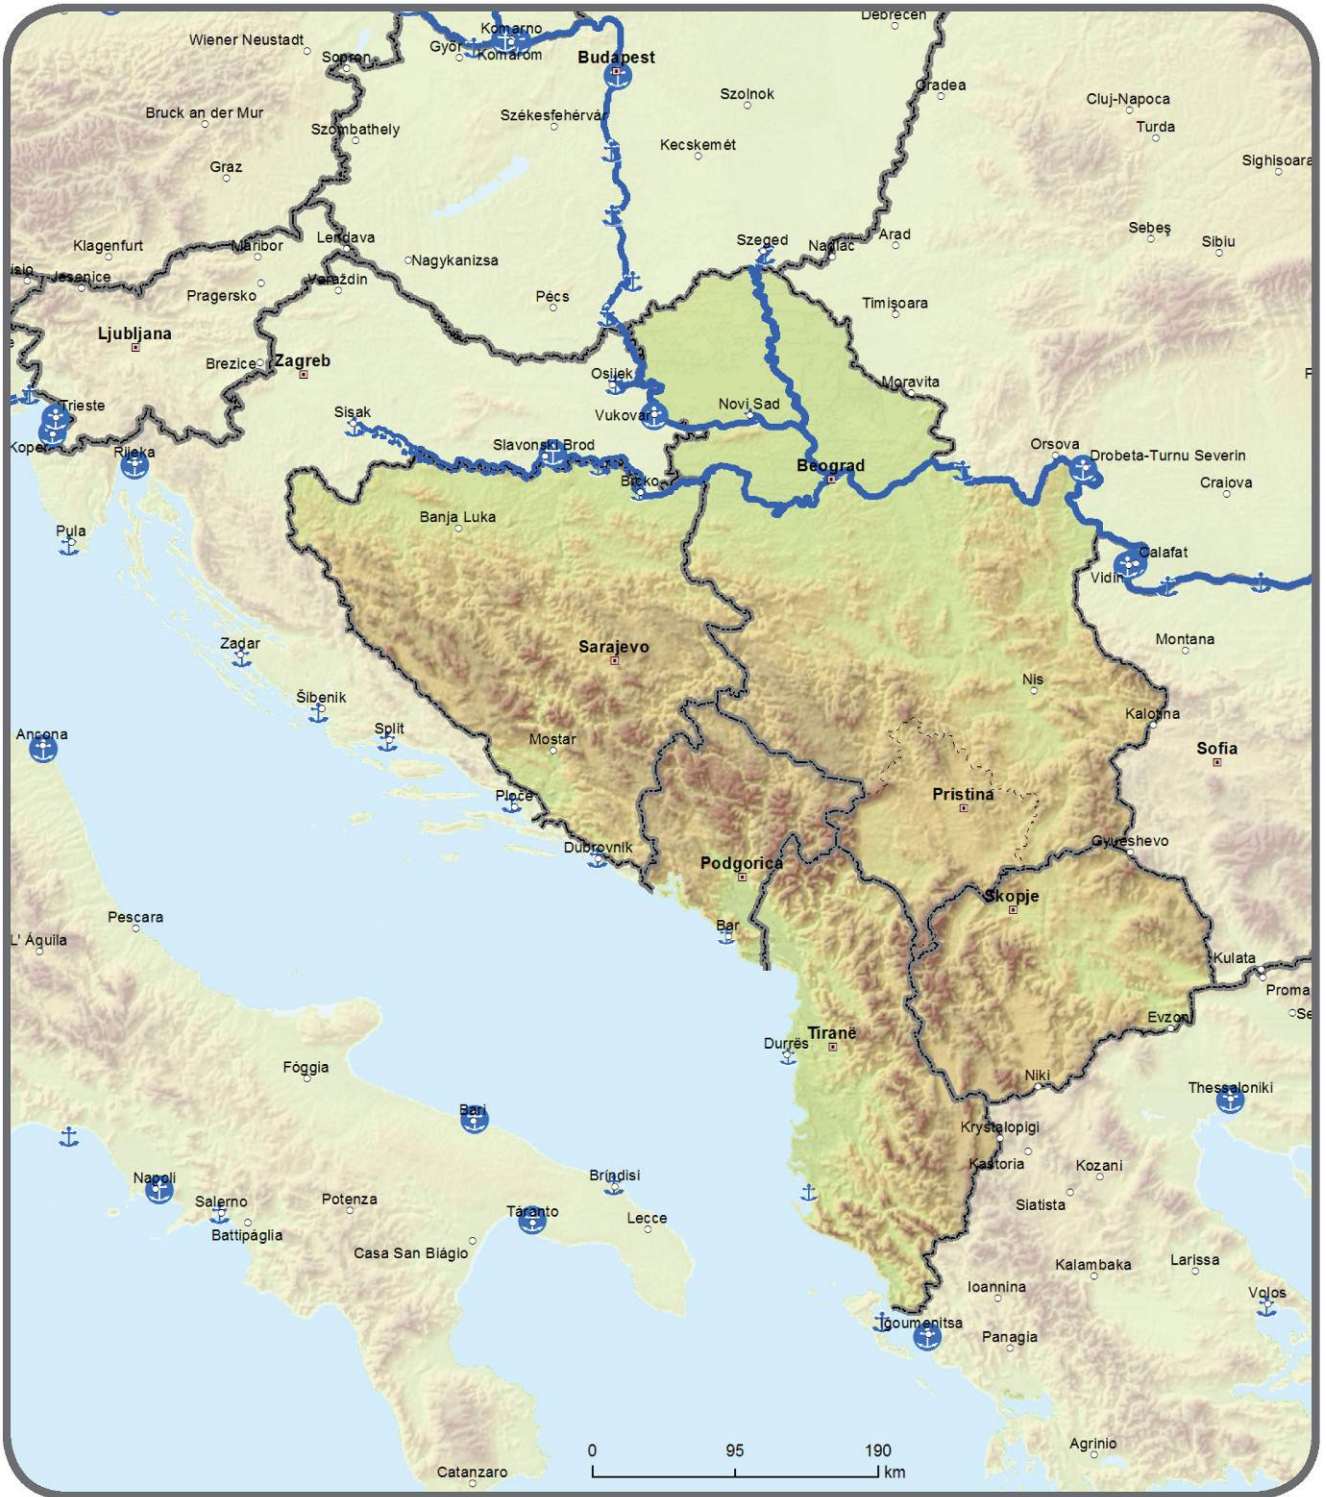 Debrecen
Komarno
Wiener Neustadt
Győr
Komárom
Sopron
Budapest
Oradea
Szolnok
Cluj-Napoca
Bruck an der Mur
Székesfehérvár
Turda
Szombathely
Kecskemét
Sighisoara
Graz
Sebeş
Klagenfurt
Maribor
Lendava
Szeged
Nadlac
Arad
Sibiu
Nagykanizsa
Jesenice
Varaždin
Pragersko
Pécs
Timişoara
Ljubljana
Brezice
Zagreb
Osijek
Moravita
Trieste
Sisak
Vukovar
Novi Sad
Koper
Rijeka
Slavonski Brod
Orsova
Drobeta-Turnu Severin
Beograd
Brcko
Craiova
Banja Luka
Pula
Calafat
Vidin
Zadar
Sarajevo
Montana
Nis
Šibenik
Kalotina
Ancona
Split
Mostar
Sofia
Ploče
Pristina
Dubrovnik
Gyueshevo
Podgorica
Skopje
Pescara
Bar
L' Áquila
Kulata
Proma
Evzoni
Se
Durrës
Tiranë
Fóggia
Niki
Thessaloniki
Bari
Krystalopigi
Kastoria
Kozani
Napoli
Salerno
Potenza
Bríndisi
Siatista
Battipáglia
Táranto
Lecce
Casa San Biágio
Kalambaka
Larissa
Ioannina
Volos
Igoumenitsa
Panagia
0 95 190
km
Agrinio
Catanzaro